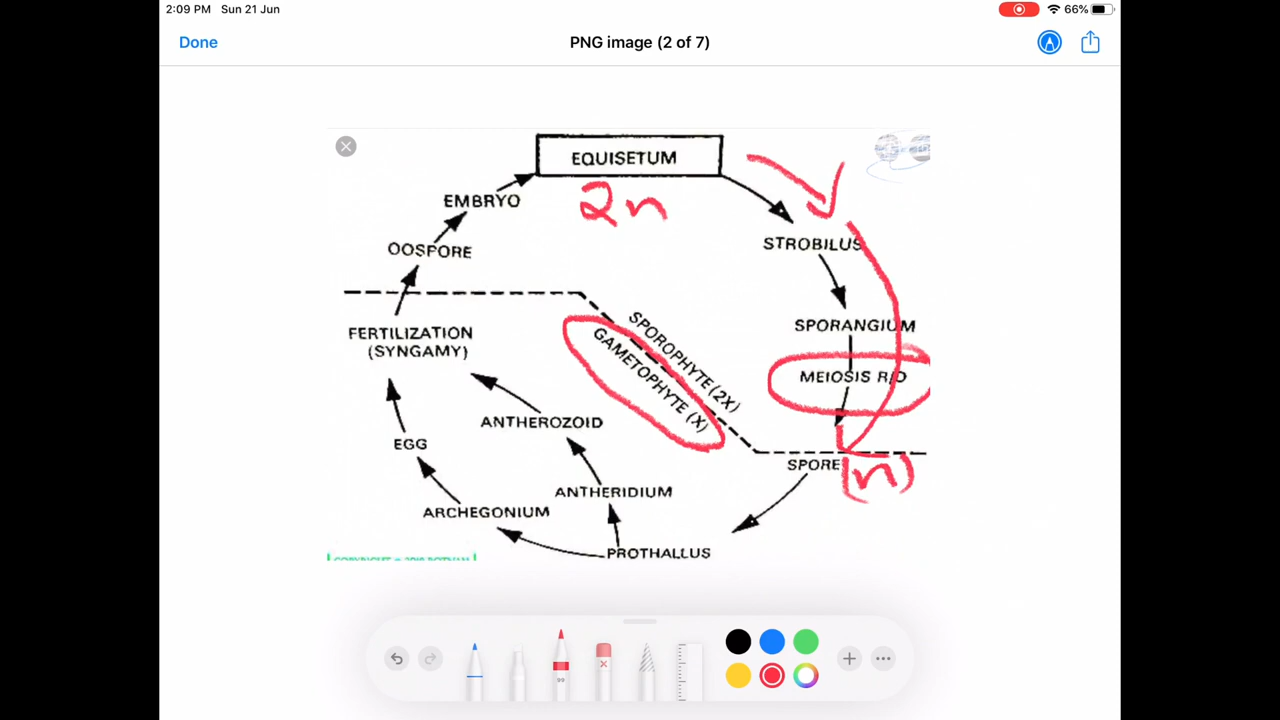 2:09 PM Sun 21 Jun
66%
Done
PNG image (2 of 7)
EQUISETUM
2n
EMBRYO
OOSPORE
STROBILUS
SPORANGIUM
MEIOSIS R/D
FERTILIZATION
(SYNGAMY)
SPOROPHYTE (2X)
GAMETOPHYTE (X)
ANTHEROZOID
EGG
SPORE
(n)
ANTHERIDIUM
ARCHEGONIUM
PROTHALLUS
99